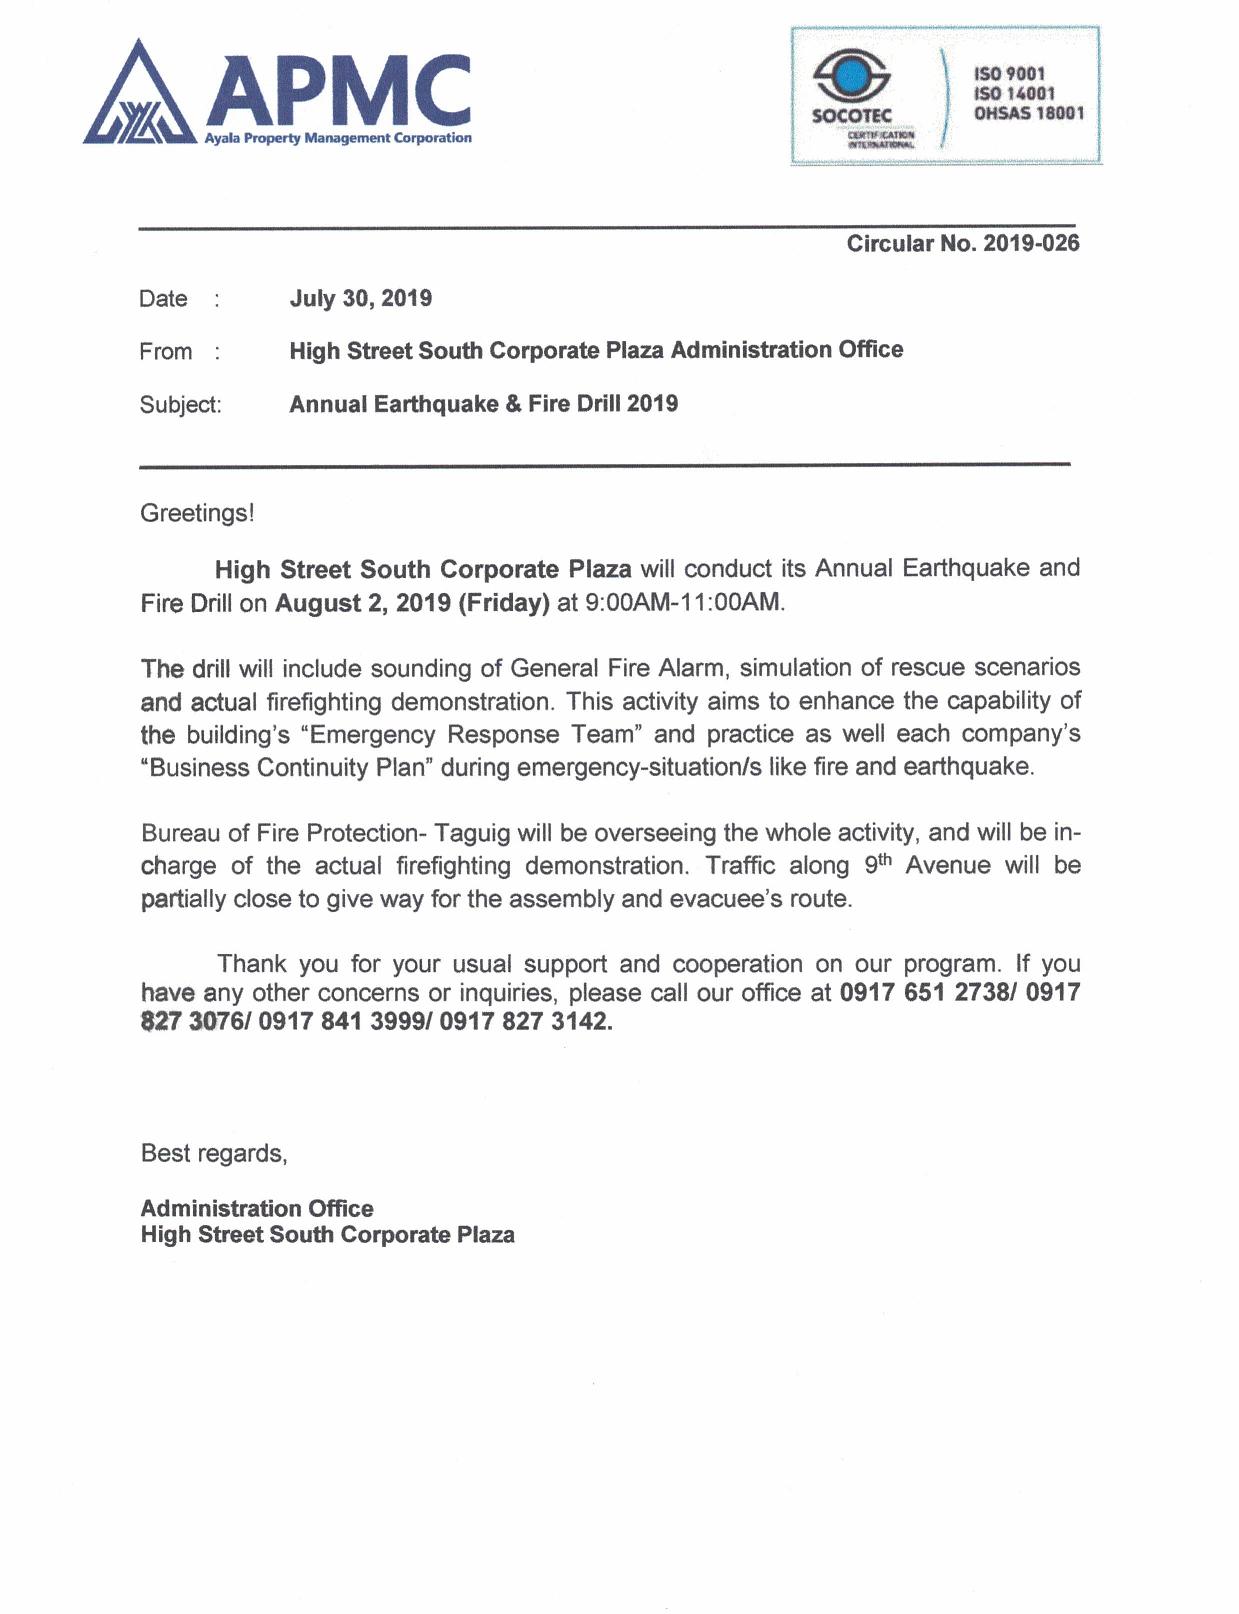 APMC
Ayala Property Management Corporation
SOCOTEC
CERTIFICATION
INTERNATIONAL
ISO 9001
ISO 14001
OHSAS 18001
Circular No. 2019-026
Date : July 30, 2019
From : High Street South Corporate Plaza Administration Office
Subject: Annual Earthquake & Fire Drill 2019
Greetings!
High Street South Corporate Plaza will conduct its Annual Earthquake and
Fire Drill on August 2, 2019 (Friday) at 9:00AM-11:00AM.
The drill will include sounding of General Fire Alarm, simulation of rescue scenarios
and actual firefighting demonstration. This activity aims to enhance the capability of
the building's “Emergency Response Team” and practice as well each company's
“Business Continuity Plan” during emergency-situation/s like fire and earthquake.
Bureau of Fire Protection- Taguig will be overseeing the whole activity, and will be in-
charge of the actual firefighting demonstration. Traffic along 9th Avenue will be
partially close to give way for the assembly and evacuee's route.
Thank you for your usual support and cooperation on our program. If you
have any other concerns or inquiries, please call our office at 0917 651 2738/ 0917
827 3076/ 0917 841 3999/ 0917 827 3142.
Best regards,
Administration Office
High Street South Corporate Plaza